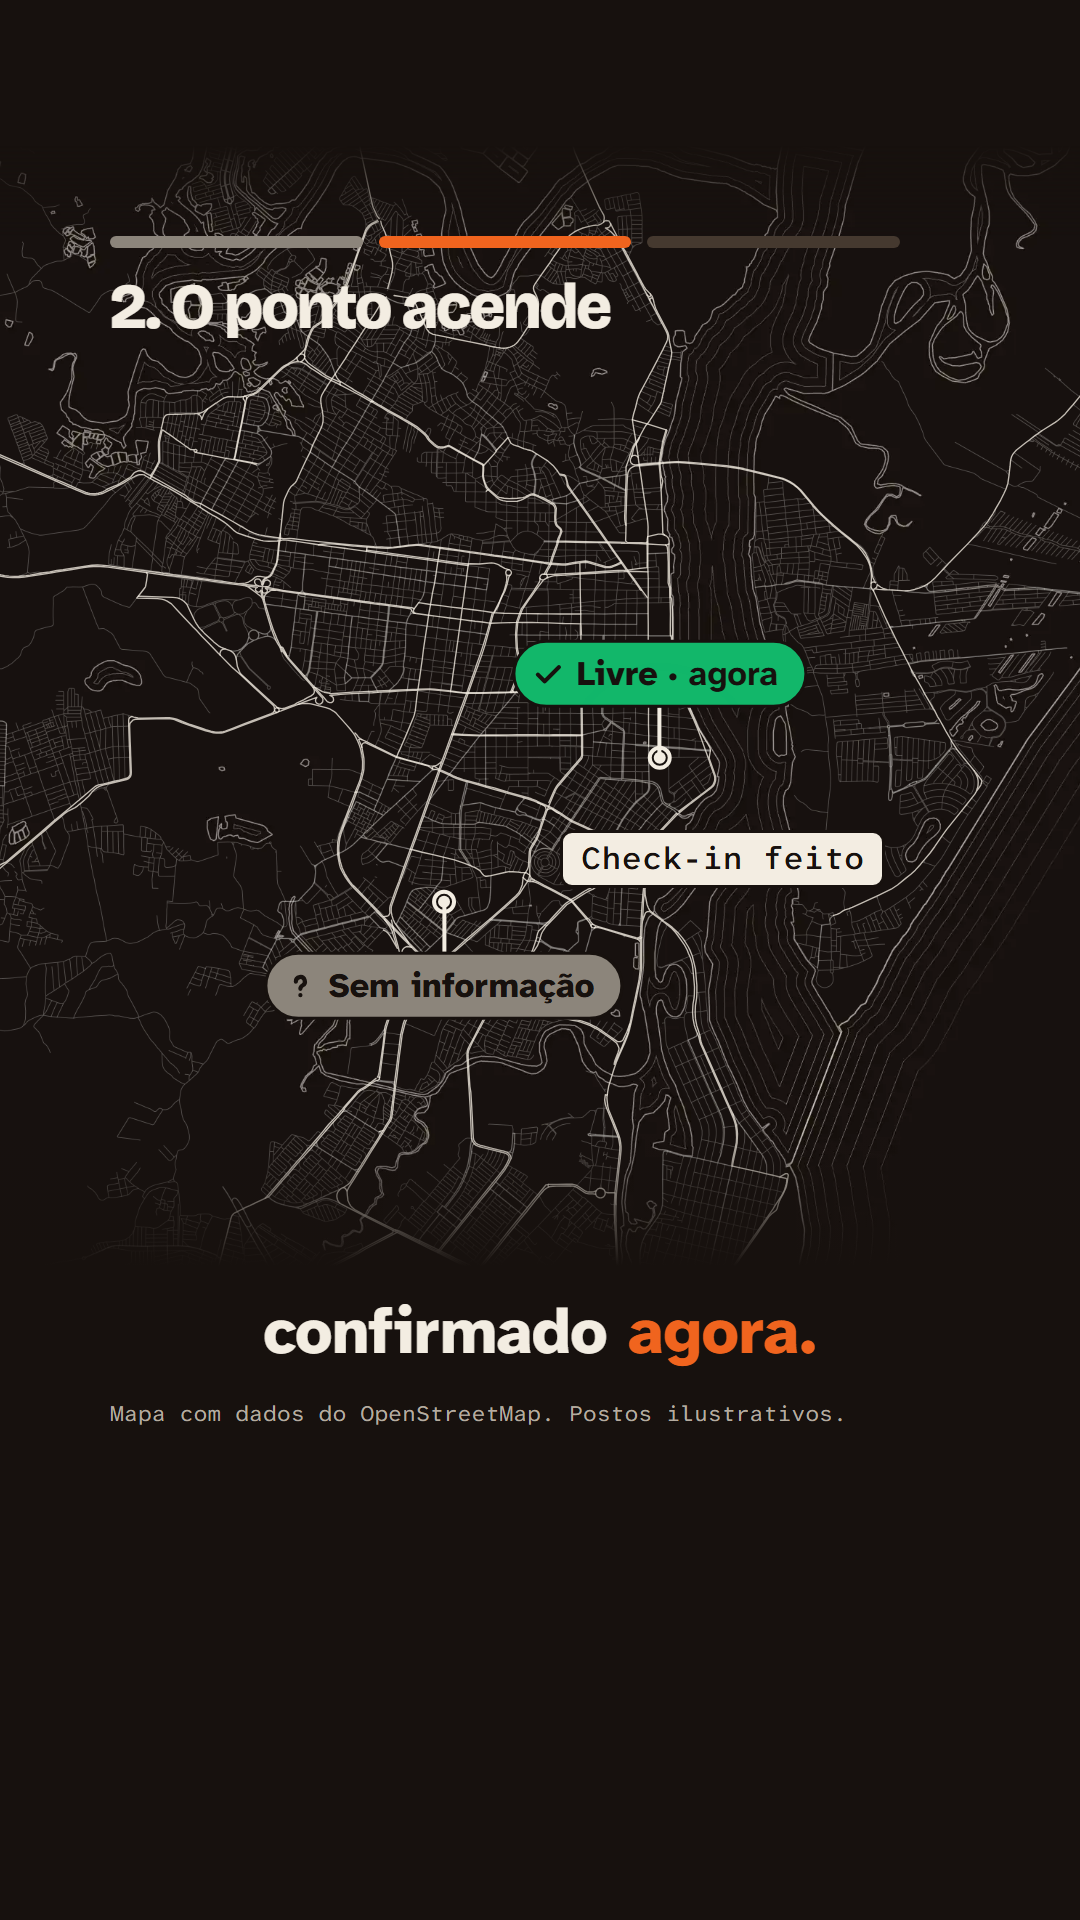 2. O ponto acende
Livre • agora
Check-in feito
? Sem informação
confirmado agora.
Mapa com dados do OpenStreetMap. Postos ilustrativos.